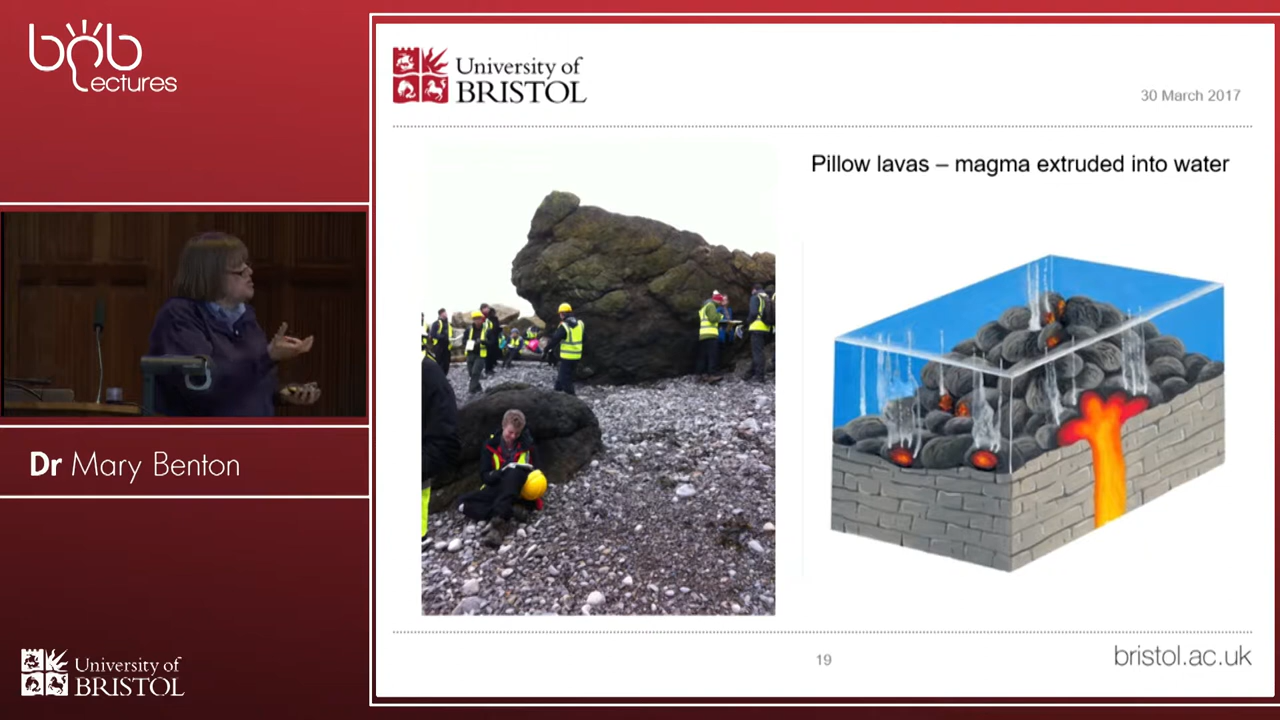 bob
Lectures
University of
BRISTOL
30 March 2017
Pillow lavas – magma extruded into water
Dr Mary Benton
University of
BRISTOL
19
bristol.ac.uk